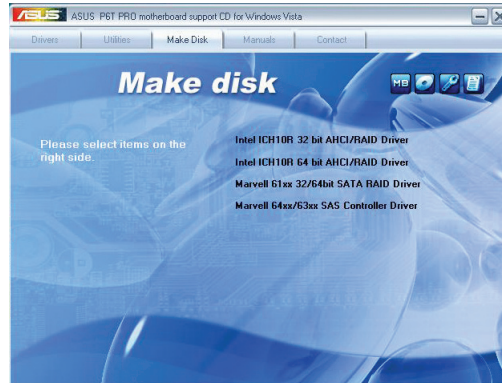 ASUS P6T PRO motherboard support CD for Windows Vista
Drivers Utilities Make Disk Manuals Contact
Make disk
MB
Please select items on the
right side.
Intel ICH10R 32 bit AHCI/RAID Driver
Intel ICH10R 64 bit AHCI/RAID Driver
Marvell 61xx 32/64bit SATA RAID Driver
Marvell 64xx/63xx SAS Controller Driver